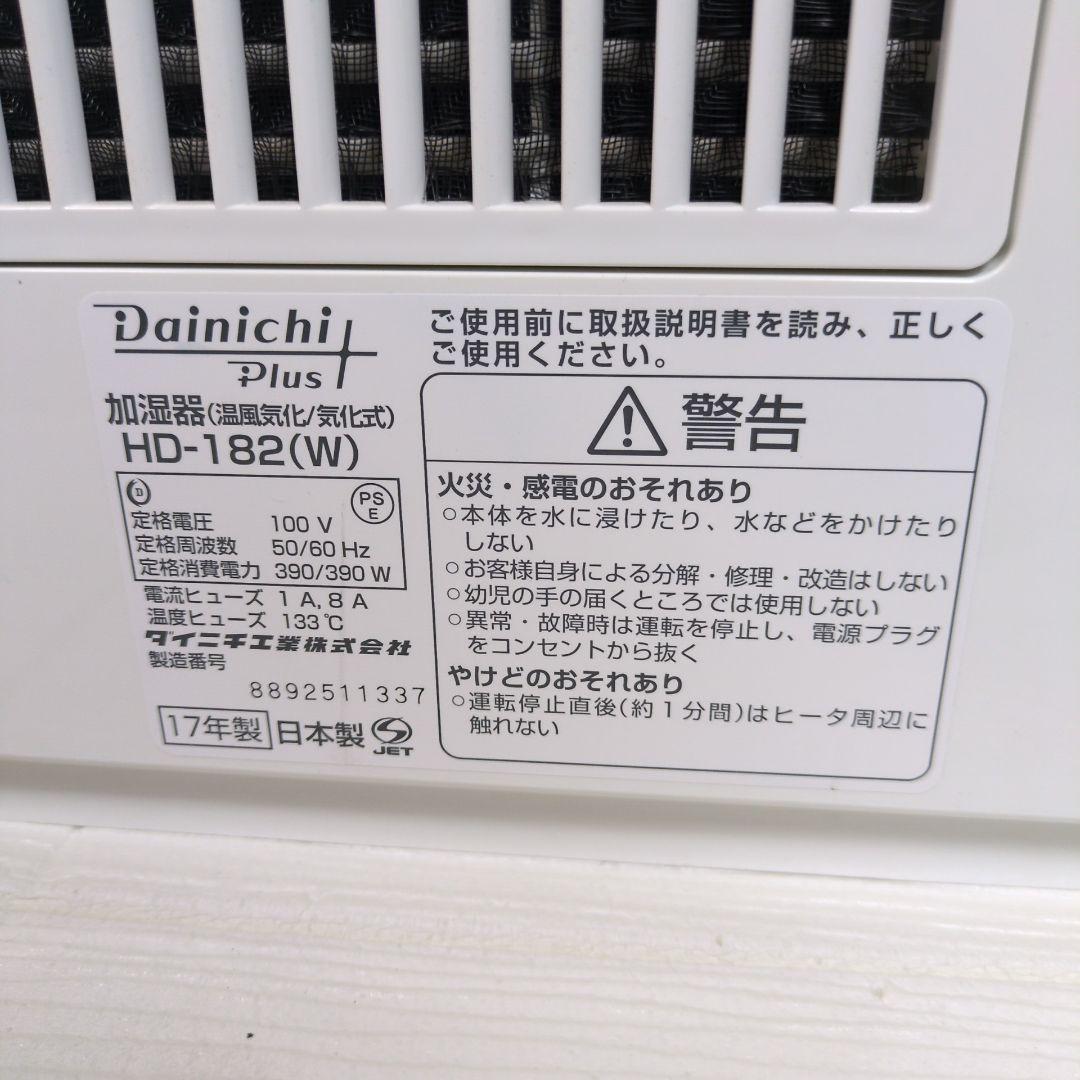 Dainichi
Plus
加湿器(温風気化/気化式)
HD-182(W)
D
PS
E
定格電圧 100 V
定格周波数 50/60 Hz
定格消費電力 390/390 W
電流ヒューズ 1 A, 8 A
温度ヒューズ 133℃
ダイニチ工業株式会社
製造番号
8892511337
17年製 日本製
JET
ご使用前に取扱説明書を読み、正しく
ご使用ください。
警告
火災・感電のおそれあり
○本体を水に浸けたり、水などをかけたり
しない
○お客様自身による分解・修理・改造はしない
○幼児の手の届くところでは使用しない
○異常・故障時は運転を停止し、電源プラグ
をコンセントから抜く
やけどのおそれあり
○運転停止直後(約1分間)はヒータ周辺に
触れない